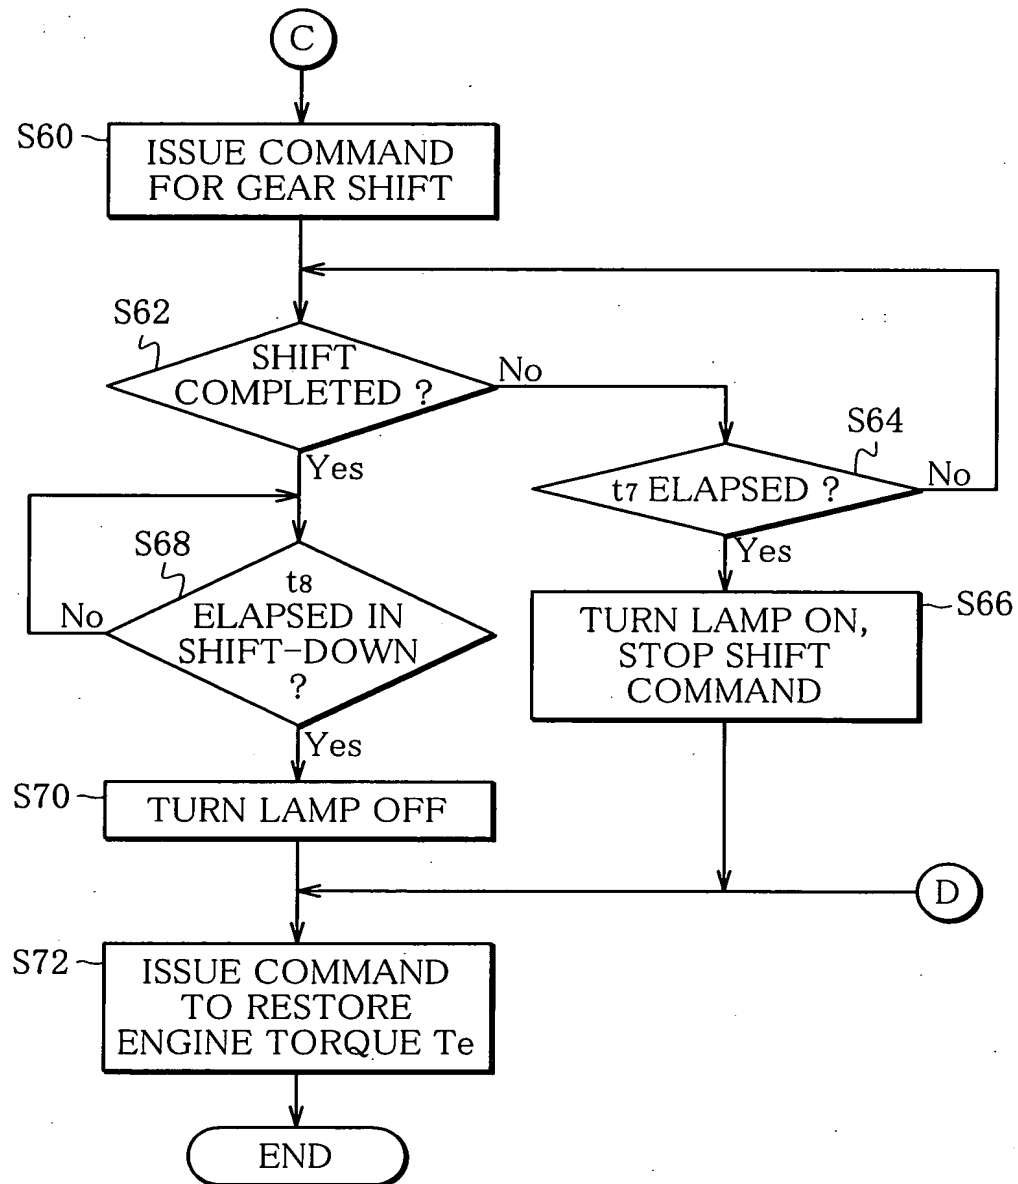 C
S60
ISSUE COMMAND
FOR GEAR SHIFT
S62
SHIFT
COMPLETED ?
No
Yes
S64
t7 ELAPSED ?
No
Yes
S66
TURN LAMP ON,
STOP SHIFT
COMMAND
S68
t8
ELAPSED IN
SHIFT-DOWN
?
No
Yes
S70
TURN LAMP OFF
D
S72
ISSUE COMMAND
TO RESTORE
ENGINE TORQUE Te
END